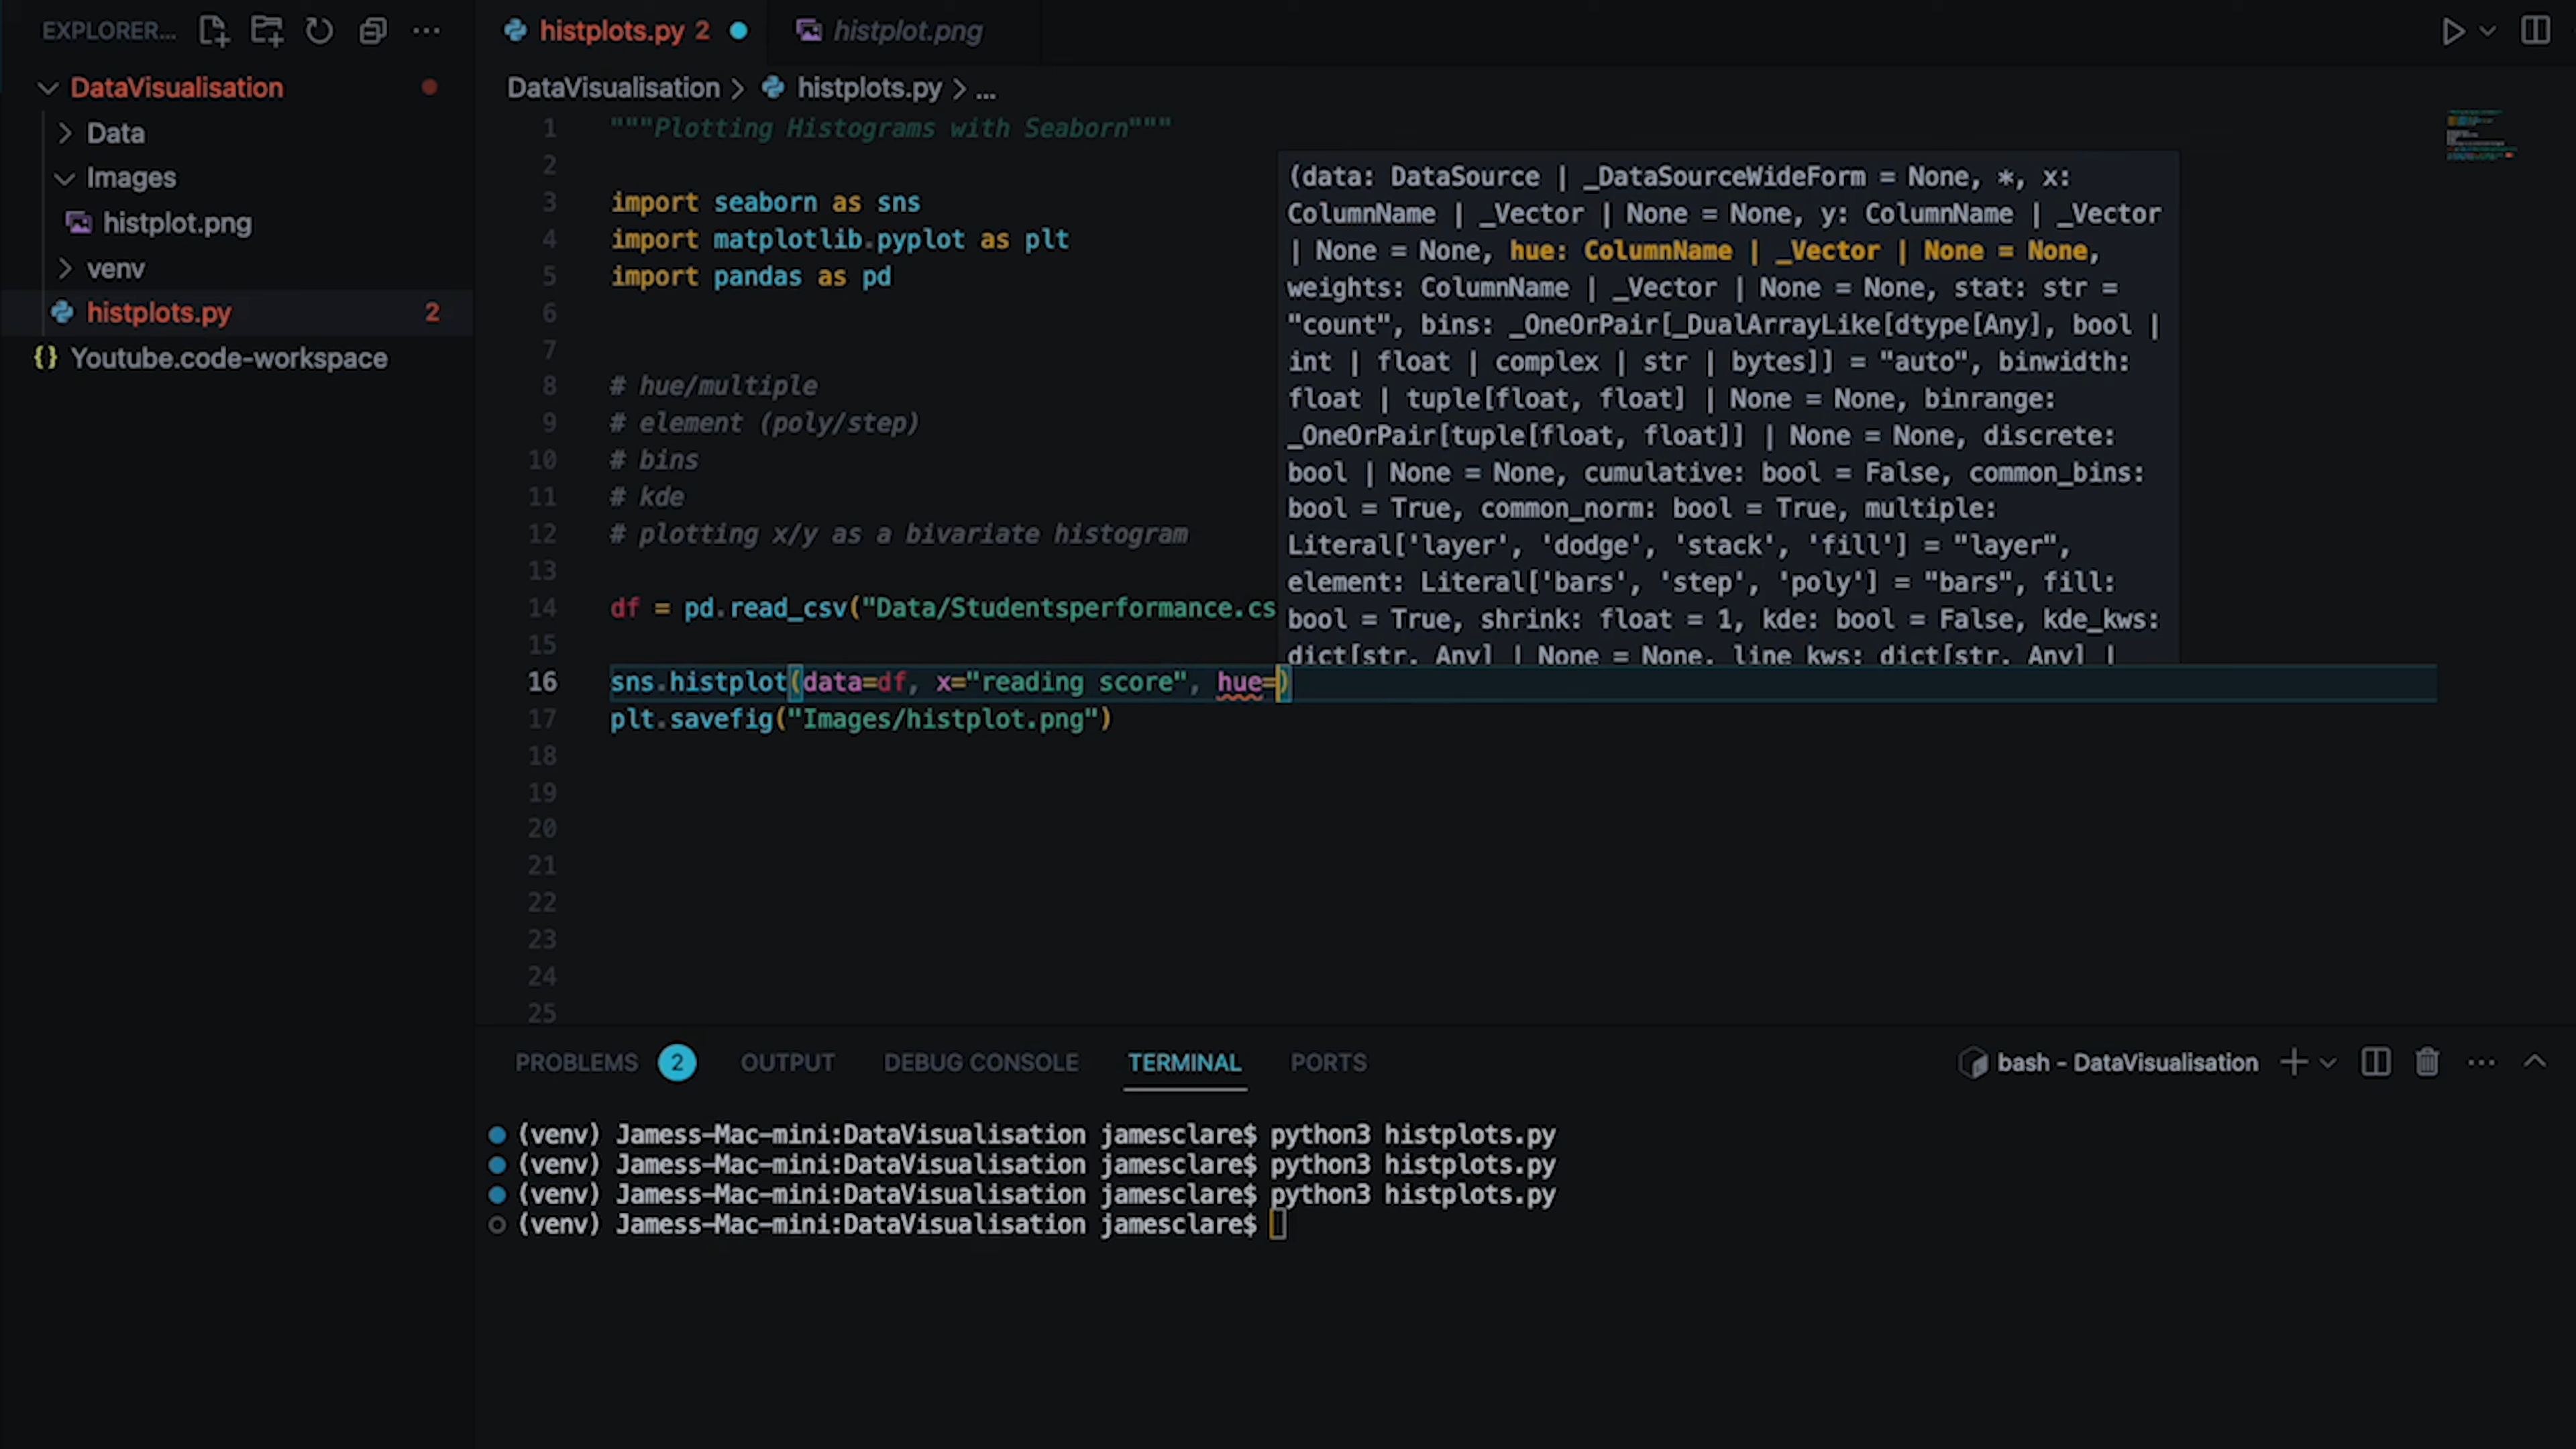 EXPLORER...
DataVisualisation
Data
Images
histplot.png
venv
histplots.py 2
Youtube.code-workspace
histplots.py 2
histplot.png
DataVisualisation > histplots.py > ...
1 """Plotting Histograms with Seaborn"""
2
3 import seaborn as sns
4 import matplotlib.pyplot as plt
5 import pandas as pd
6
7
8 # hue/multiple
9 # element (poly/step)
10 # bins
11 # kde
12 # plotting x/y as a bivariate histogram
13
14 df = pd.read_csv("Data/Studentsperformance.cs
15
16 sns.histplot(data=df, x="reading score", hue=)
17 plt.savefig("Images/histplot.png")
18
19
20
21
22
23
24
25
(data: DataSource | _DataSourceWideForm = None, *, x:
ColumnName | _Vector | None = None, y: ColumnName | _Vector
| None = None, hue: ColumnName | _Vector | None = None,
weights: ColumnName | _Vector | None = None, stat: str =
"count", bins: _OneOrPair[_DualArrayLike[dtype[Any], bool |
int | float | complex | str | bytes]] = "auto", binwidth:
float | tuple[float, float] | None = None, binrange:
_OneOrPair[tuple[float, float]] | None = None, discrete:
bool | None = None, cumulative: bool = False, common_bins:
bool = True, common_norm: bool = True, multiple:
Literal['layer', 'dodge', 'stack', 'fill'] = "layer",
element: Literal['bars', 'step', 'poly'] = "bars", fill:
bool = True, shrink: float = 1, kde: bool = False, kde_kws:
dict[str, Any] | None = None, line_kws: dict[str, Any] |
PROBLEMS 2 OUTPUT DEBUG CONSOLE TERMINAL PORTS
bash - DataVisualisation
(venv) Jamess-Mac-mini:DataVisualisation jamesclare$ python3 histplots.py
(venv) Jamess-Mac-mini:DataVisualisation jamesclare$ python3 histplots.py
(venv) Jamess-Mac-mini:DataVisualisation jamesclare$ python3 histplots.py
(venv) Jamess-Mac-mini:DataVisualisation jamesclare$